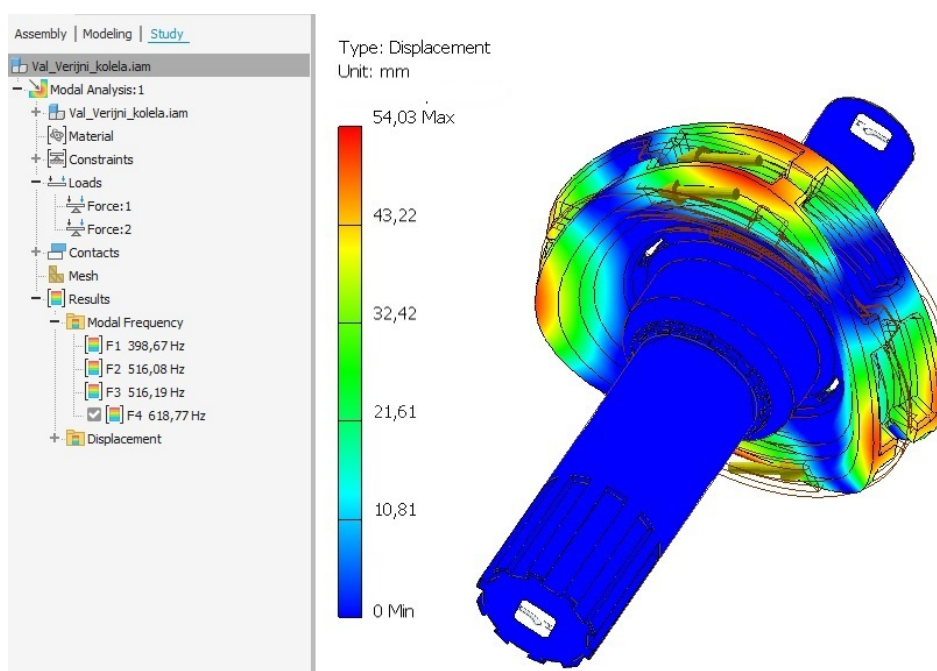 Assembly | Modeling | Study
Val_Verijni_kolela.iam
Modal Analysis:1
Val_Verijni_kolela.iam
Material
Constraints
Loads
Force:1
Force:2
Contacts
Mesh
Results
Modal Frequency
F1 398,67 Hz
F2 516,08 Hz
F3 516,19 Hz
F4 618,77 Hz
Displacement
Type: Displacement
Unit: mm
54,03 Max
43,22
32,42
21,61
10,81
0 Min